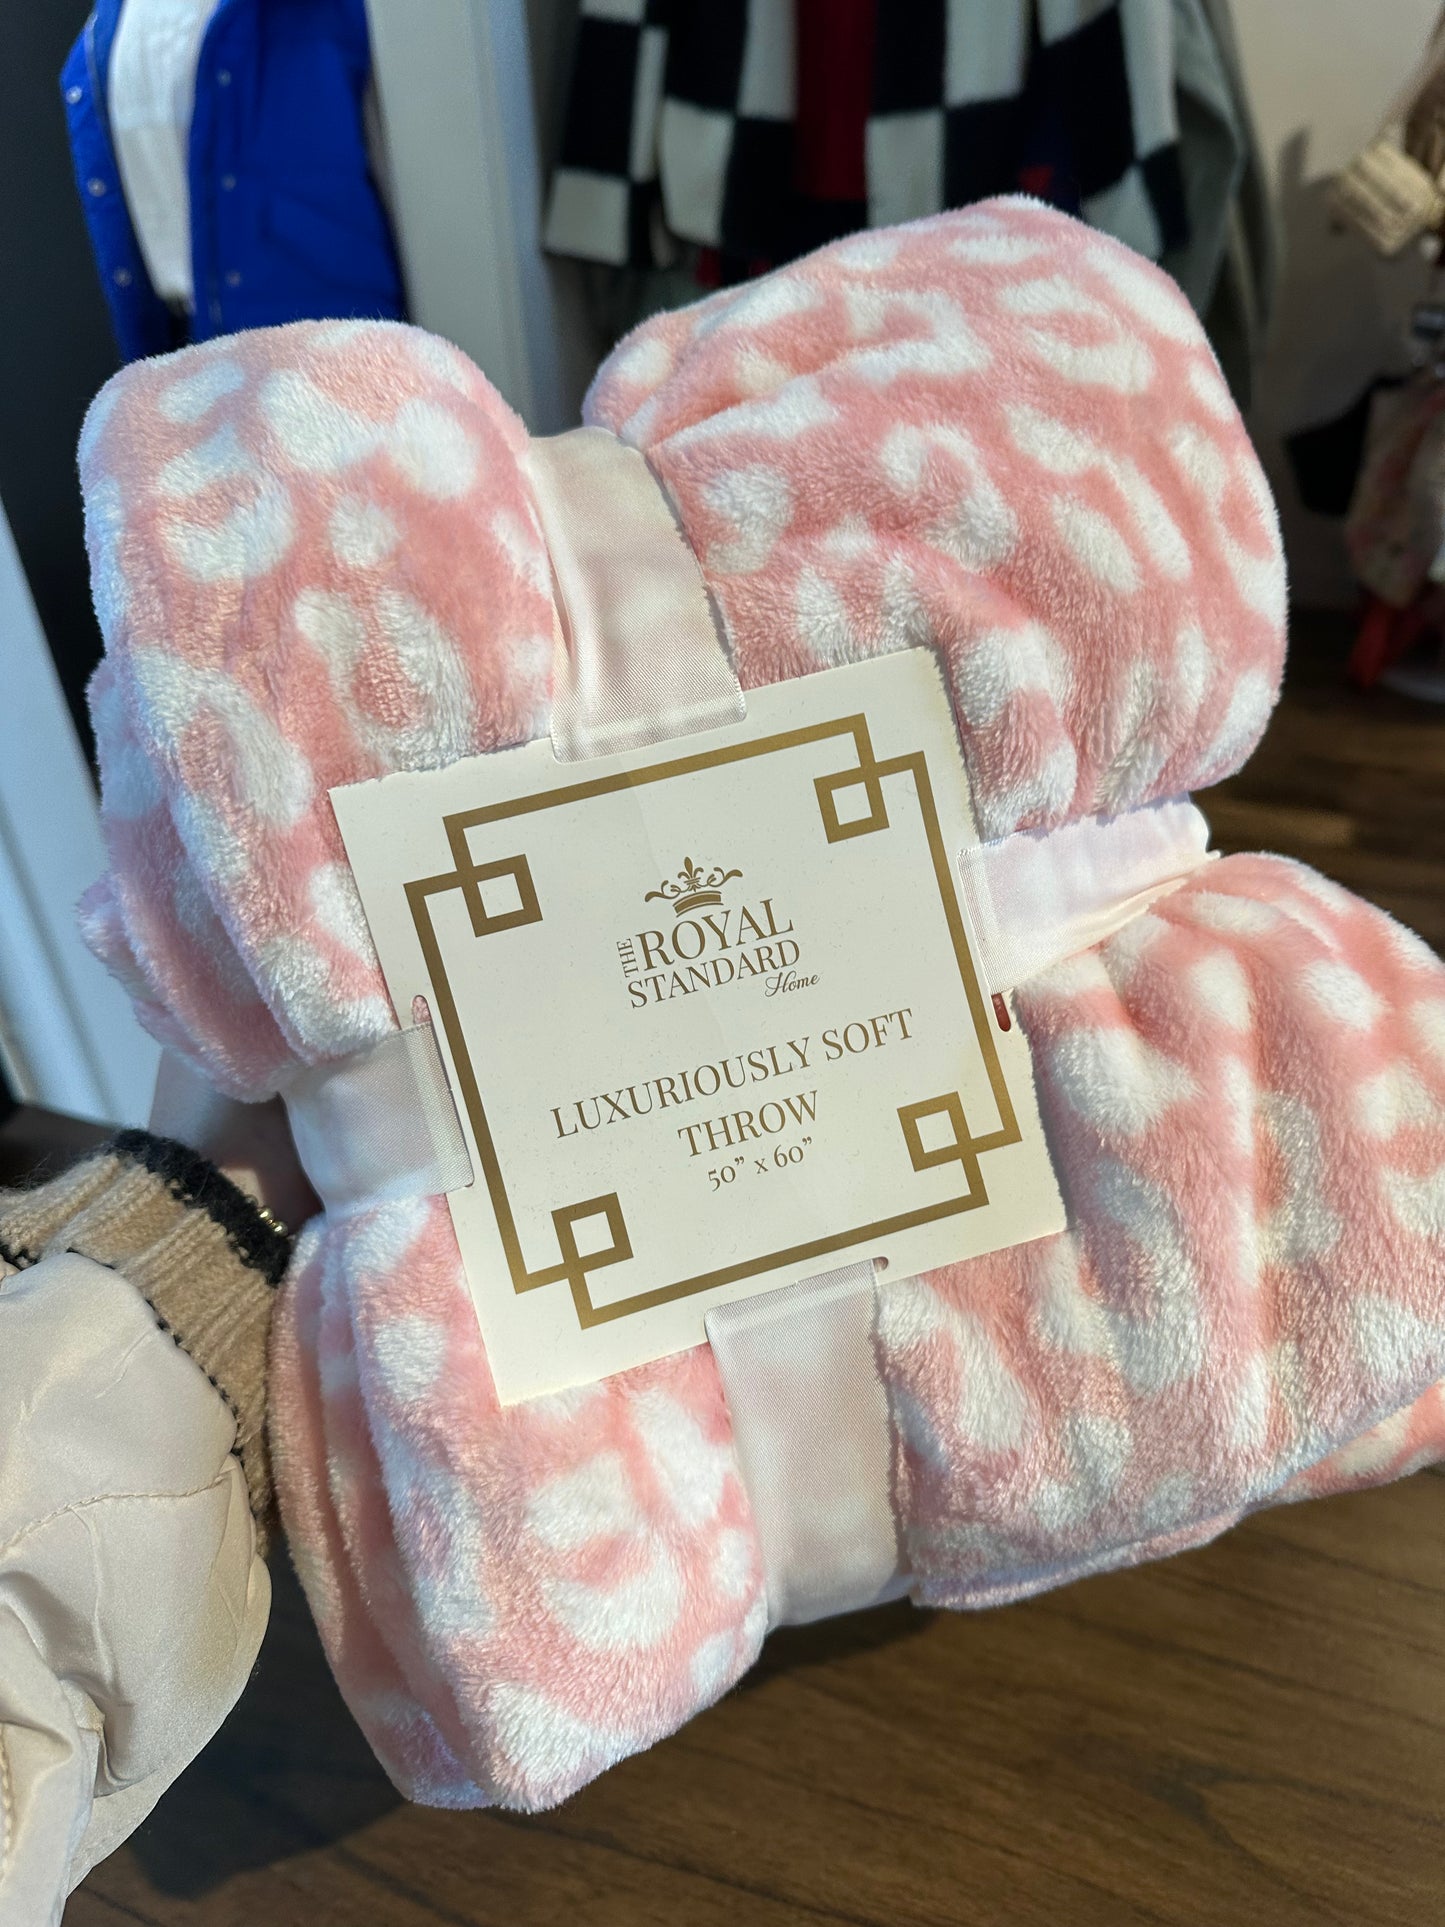 THE ROYAL
STANDARD
Home
LUXURIOUSLY SOFT
THROW
50” x 60”